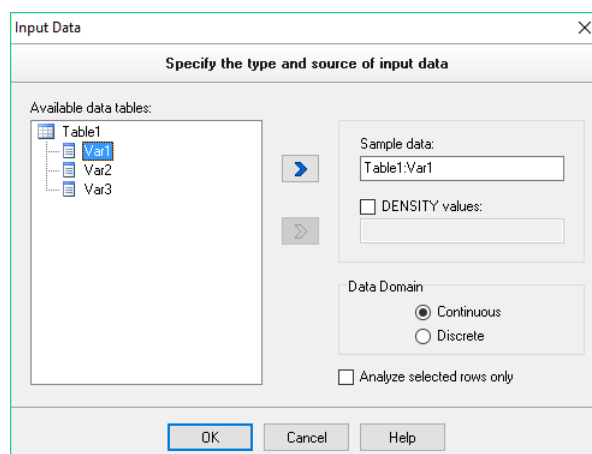 Input Data
Specify the type and source of input data
Available data tables:
Table1
Var1
Var2
Var3
Sample data:
Table1:Var1
DENSITY values:
Data Domain
Continuous
Discrete
Analyze selected rows only
OK
Cancel
Help